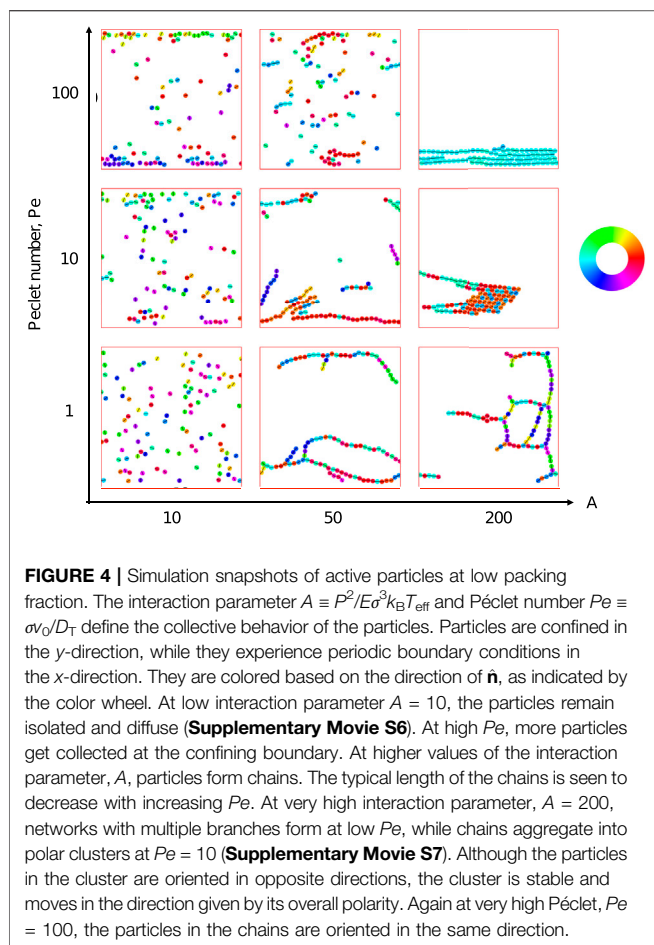 100
)
Peclet number, Pe
10
1
A
10 50 200
FIGURE 4 | Simulation snapshots of active particles at low packing
fraction. The interaction parameter A ≡ P²/Eσ³k_BT_eff and Péclet number Pe ≡
σv₀/D_T define the collective behavior of the particles. Particles are confined in
the y-direction, while they experience periodic boundary conditions in
the x-direction. They are colored based on the direction of n̂, as indicated by
the color wheel. At low interaction parameter A = 10, the particles remain
isolated and diffuse (Supplementary Movie S6). At high Pe, more particles
get collected at the confining boundary. At higher values of the interaction
parameter, A, particles form chains. The typical length of the chains is seen to
decrease with increasing Pe. At very high interaction parameter, A = 200,
networks with multiple branches form at low Pe, while chains aggregate into
polar clusters at Pe = 10 (Supplementary Movie S7). Although the particles
in the cluster are oriented in opposite directions, the cluster is stable and
moves in the direction given by its overall polarity. Again at very high Péclet, Pe
= 100, the particles in the chains are oriented in the same direction.